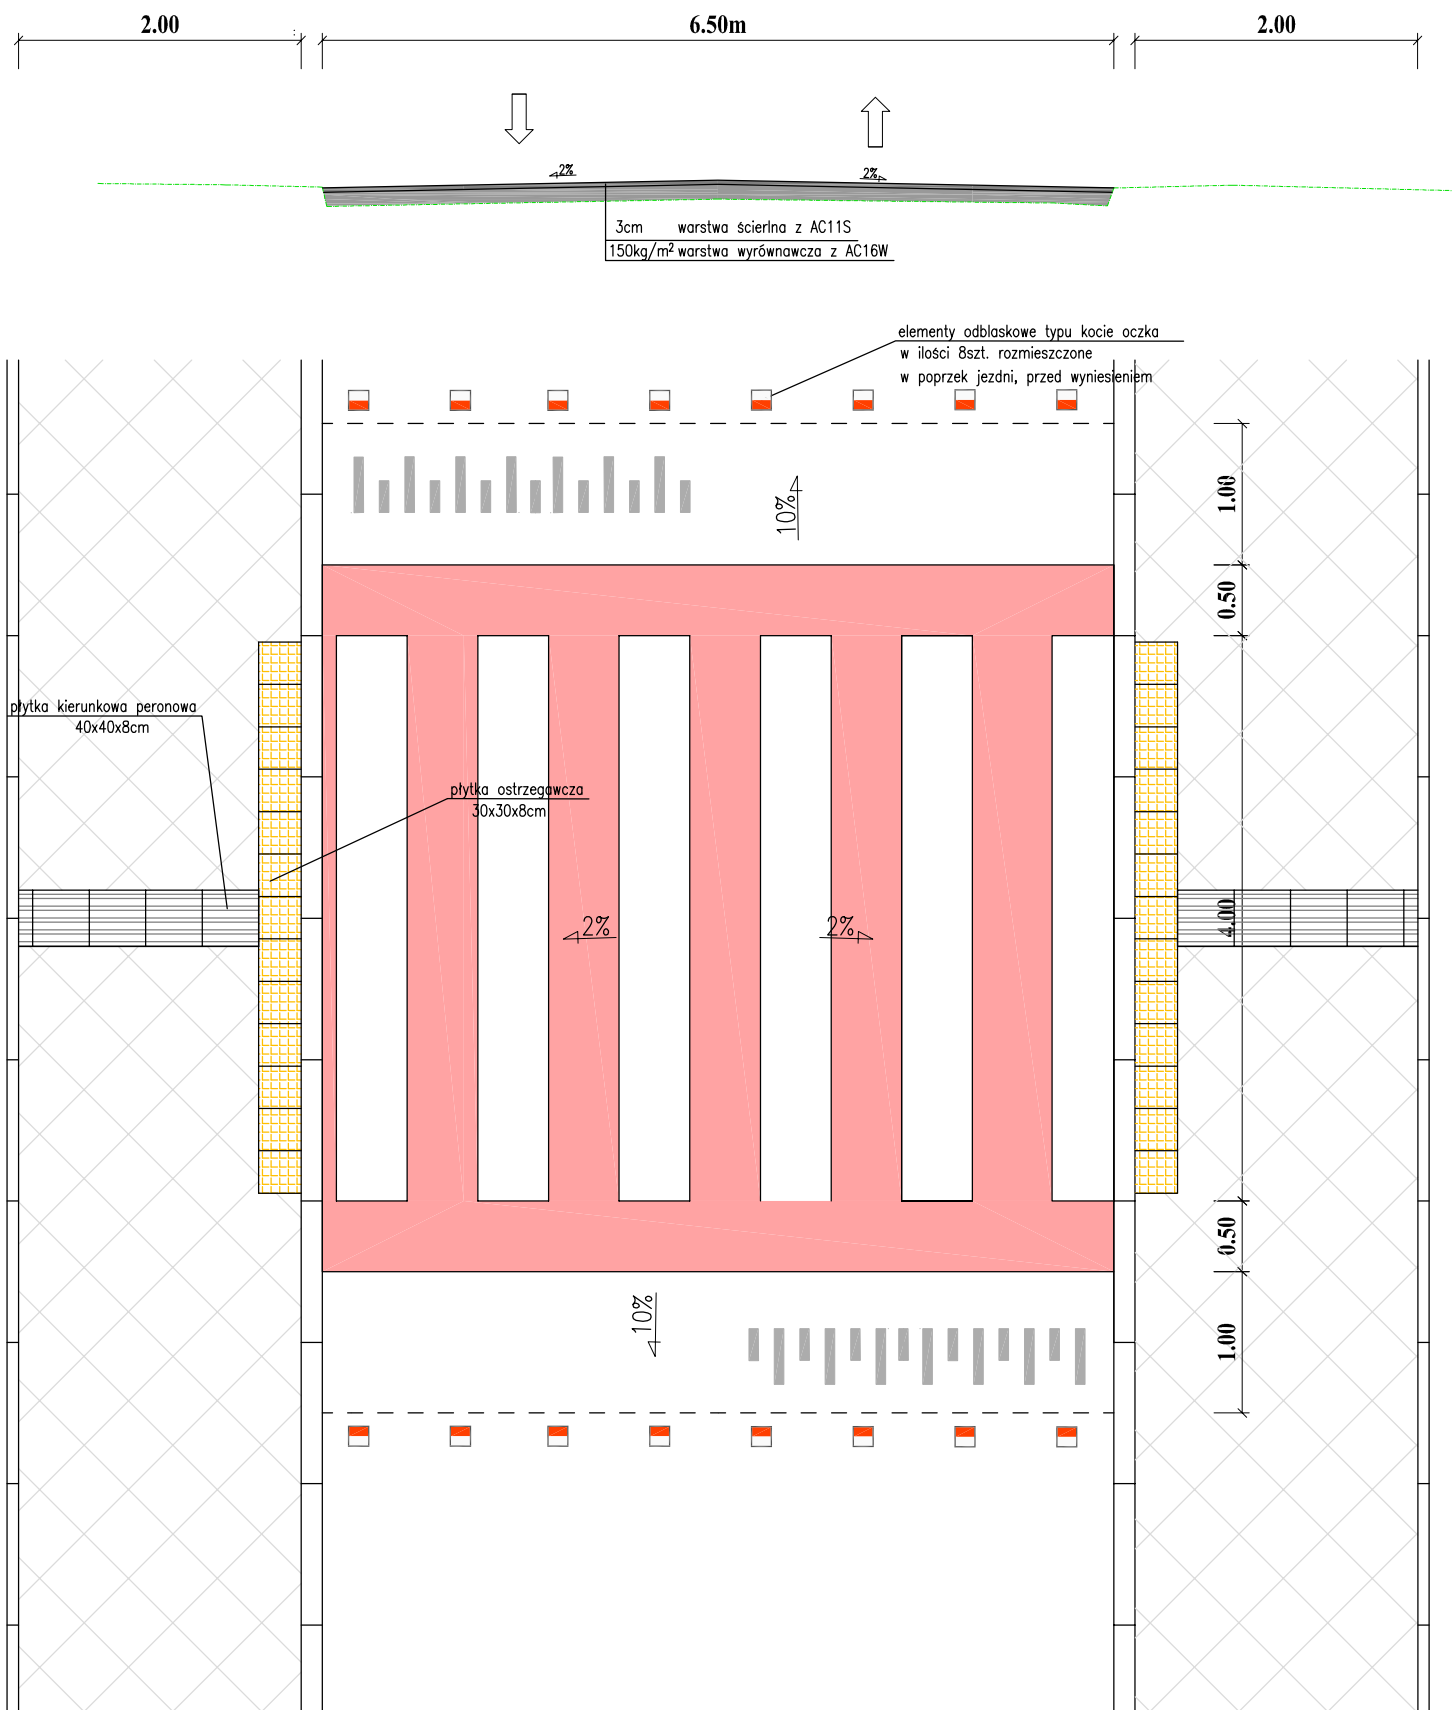 2.00
6.50m
2.00
2%
2%
3cm warstwa ścierlna z AC11S
150kg/m² warstwa wyrównawcza z AC16W
elementy odblaskowe typu kocie oczka
w ilości 8szt. rozmieszczone
w poprzek jezdni, przed wyniesieniem
1.00
10%
0.50
płytka kierunkowa peronowa
40x40x8cm
płytka ostrzegawcza
30x30x8cm
2%
2%
4.00
0.50
10%
1.00